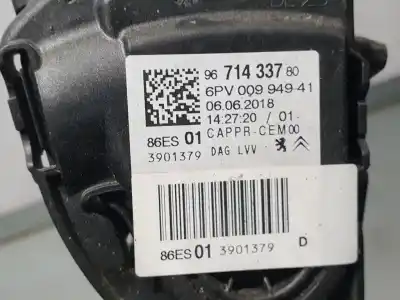 96 714 337 80
6PV 009 949-41
06.06.2018
14:27:20 / 01-
86ES 01 CAPPR-CEM00
3901379 DAG LVV
86ES 01 3901379 D